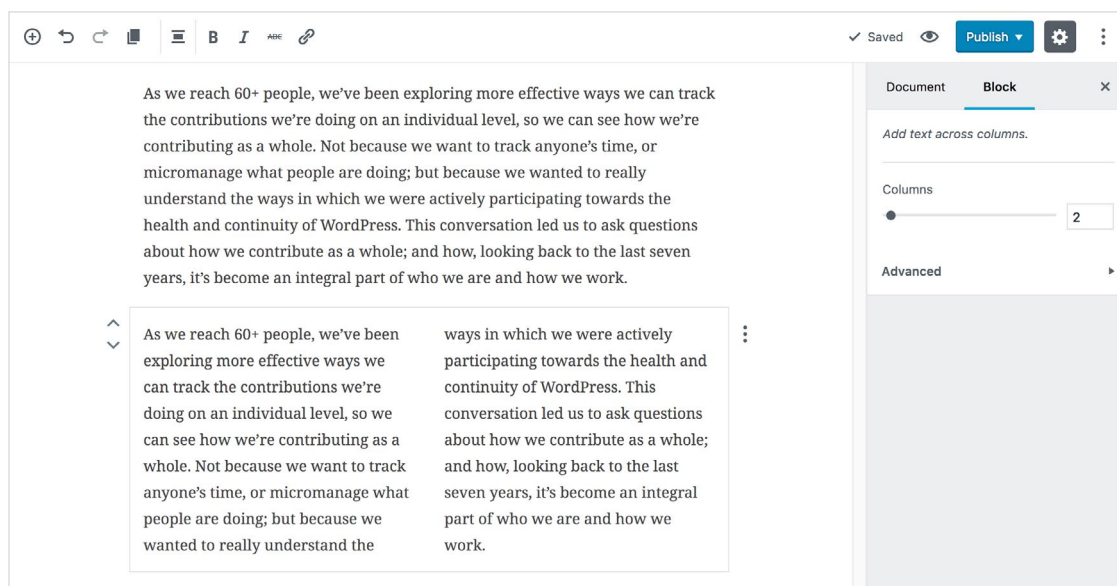 B I ABC
Saved
Publish
Document Block
Add text across columns.
Columns
2
Advanced
As we reach 60+ people, we’ve been exploring more effective ways we can track
the contributions we’re doing on an individual level, so we can see how we’re
contributing as a whole. Not because we want to track anyone’s time, or
micromanage what people are doing; but because we wanted to really
understand the ways in which we were actively participating towards the
health and continuity of WordPress. This conversation led us to ask questions
about how we contribute as a whole; and how, looking back to the last seven
years, it’s become an integral part of who we are and how we work.
As we reach 60+ people, we’ve been
exploring more effective ways we
can track the contributions we’re
doing on an individual level, so we
can see how we’re contributing as a
whole. Not because we want to track
anyone’s time, or micromanage what
people are doing; but because we
wanted to really understand the
ways in which we were actively
participating towards the health and
continuity of WordPress. This
conversation led us to ask questions
about how we contribute as a whole;
and how, looking back to the last
seven years, it’s become an integral
part of who we are and how we
work.